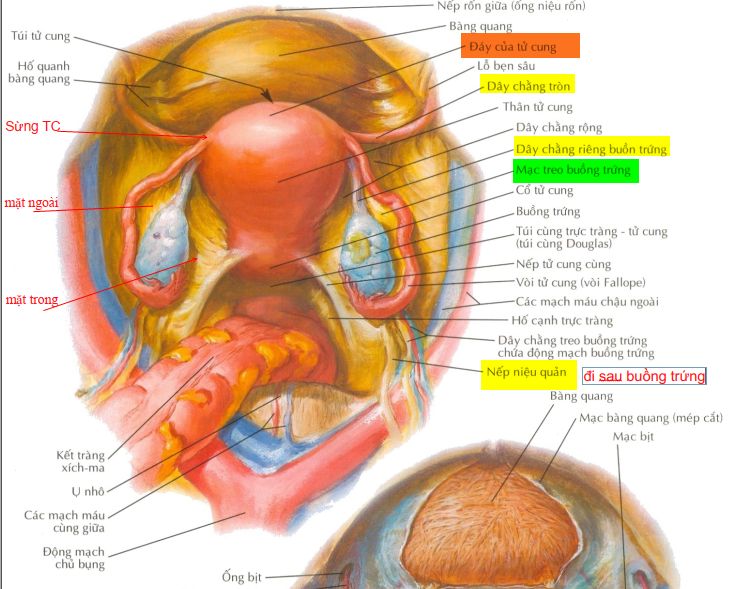 Nếp rốn giữa (ống niệu rốn)
Túi tử cung
Bàng quang
Đáy của tử cung
Hố quanh
bàng quang
Lỗ bẹn sâu
Dây chằng tròn
Thân tử cung
Sừng TC
Dây chằng rộng
Dây chằng riêng buồn trứng
Mạc treo buồng trứng
Cổ tử cung
mặt ngoài
Buồng trứng
Túi cùng trực tràng - tử cung
(túi cùng Douglas)
Nếp tử cung cùng
Vòi tử cung (vòi Fallope)
mặt trong
Các mạch máu chậu ngoài
Hố cạnh trực tràng
Dây chằng treo buồng trứng
chứa động mạch buồng trứng
Nếp niệu quản
đi sau buồng trứng
Bàng quang
Mạc bàng quang (mép cắt)
Mạc bịt
Kết tràng
xích-ma
Ụ nhô
Các mạch máu
cùng giữa
Động mạch
chủ bụng
Ống bịt